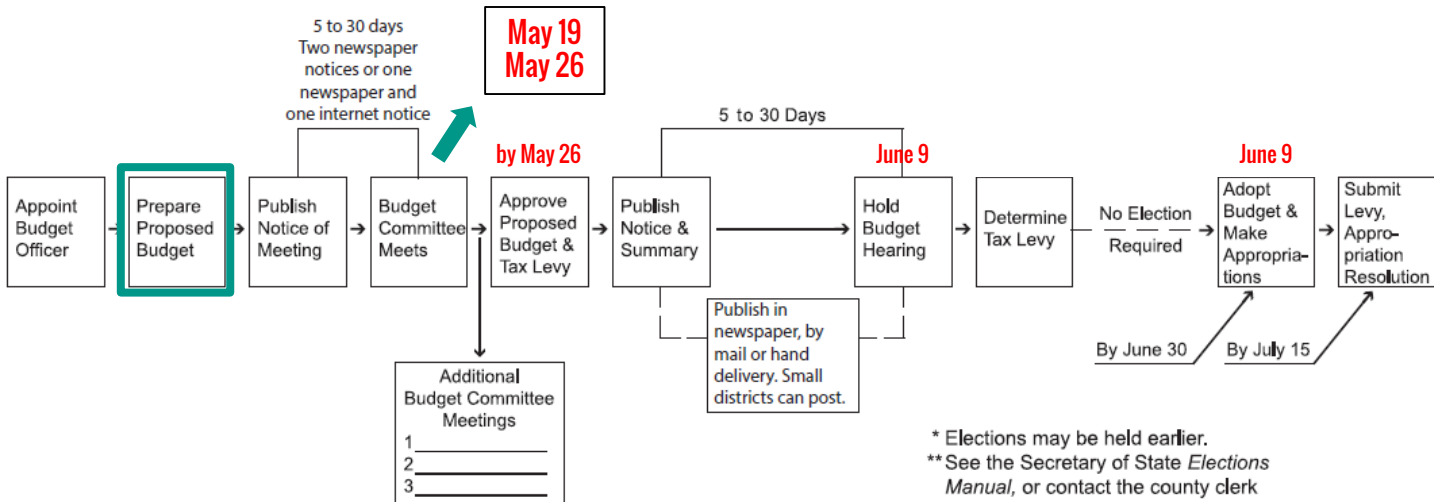 5 to 30 days
Two newspaper
notices or one
newspaper and
one internet notice
May 19
May 26
5 to 30 Days
by May 26
June 9
June 9
Appoint
Budget
Officer
Prepare
Proposed
Budget
Publish
Notice of
Meeting
Budget
Committee
Meets
Approve
Proposed
Budget &
Tax Levy
Publish
Notice &
Summary
Hold
Budget
Hearing
Determine
Tax Levy
No Election
Required
Adopt
Budget &
Make
Appropria-
tions
Submit
Levy,
Appro-
priation
Resolution
Publish in
newspaper, by
mail or hand
delivery. Small
districts can post.
By June 30
By July 15
Additional
Budget Committee
Meetings
1
2
3
* Elections may be held earlier.
**See the Secretary of State Elections
Manual, or contact the county clerk